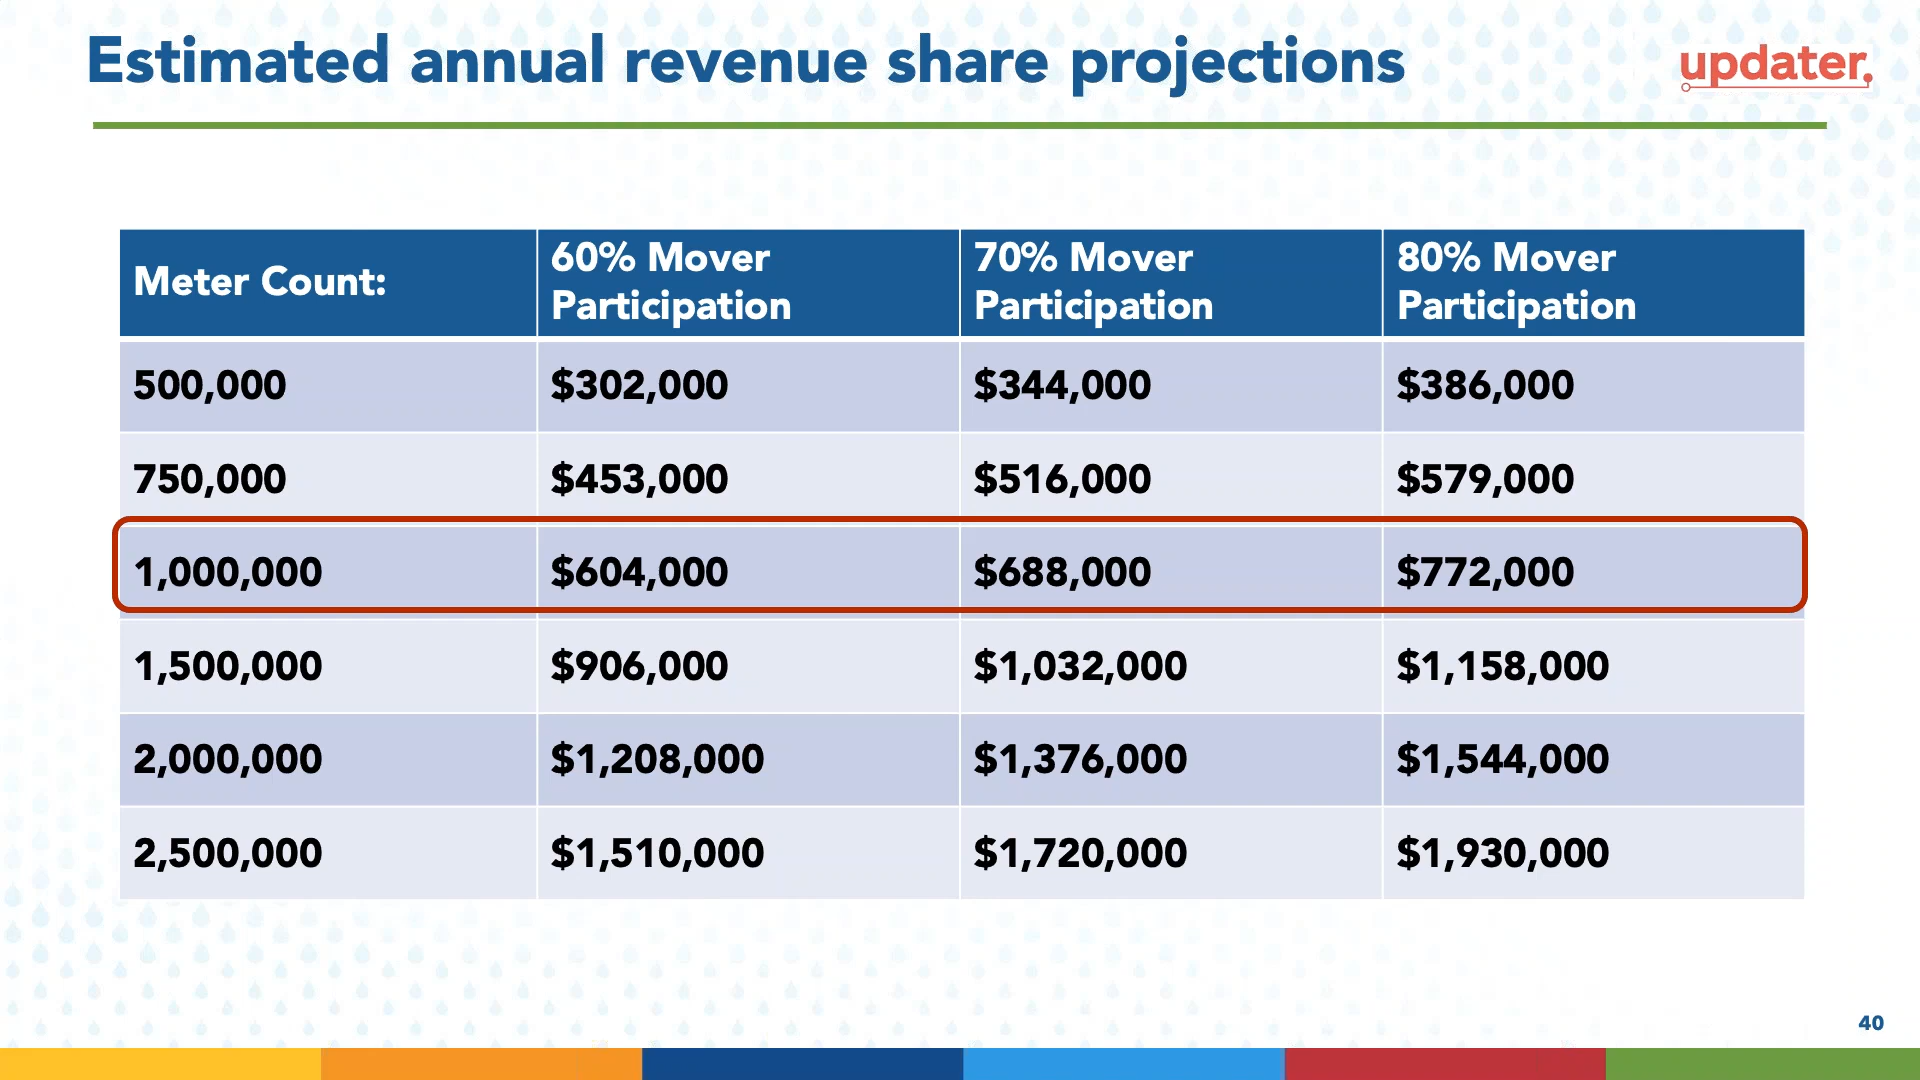 Estimated annual revenue share projections
updater.
Meter Count:
60% Mover
Participation
70% Mover
Participation
80% Mover
Participation
500,000 $302,000 $344,000 $386,000
750,000 $453,000 $516,000 $579,000
1,000,000 $604,000 $688,000 $772,000
1,500,000 $906,000 $1,032,000 $1,158,000
2,000,000 $1,208,000 $1,376,000 $1,544,000
2,500,000 $1,510,000 $1,720,000 $1,930,000
40